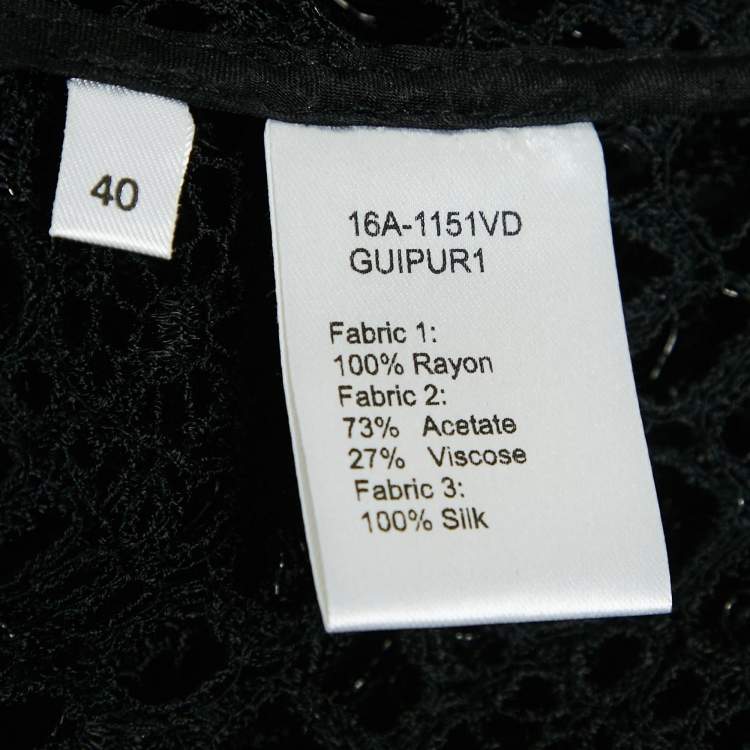 40
16A-1151VD
GUIPUR1
Fabric 1:
100% Rayon
Fabric 2:
73% Acetate
27% Viscose
Fabric 3:
100% Silk